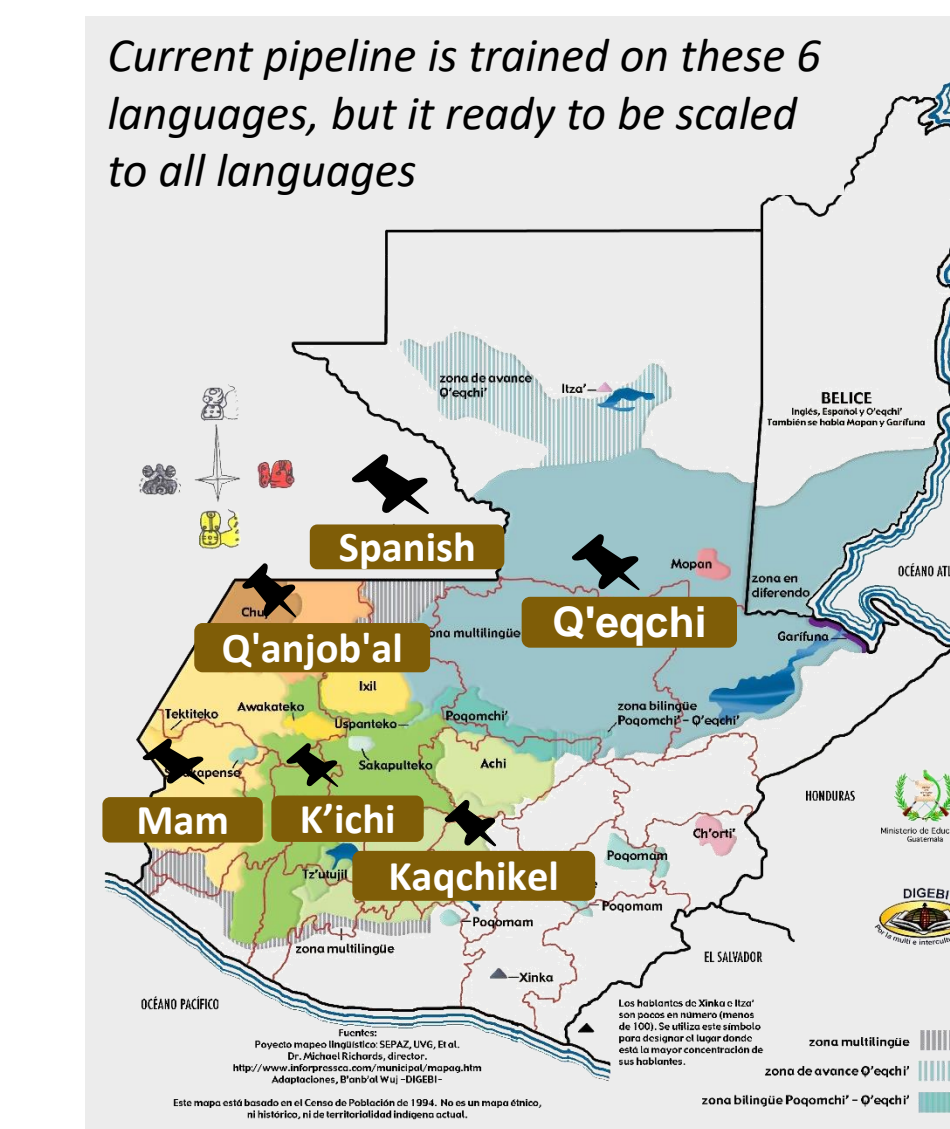 Current pipeline is trained on these 6
languages, but it ready to be scaled
to all languages
zona de avance
Q'eqchi'
Itza'
BELICE
Inglés, Español y Q'eqchi'
También se habla Mopan y Garífuna
Spanish
Mopan
zona en
diferendo
OCÉANO
Q'eqchi
Garífuna
multilingüe
Q'anjob'al
Ixil
Tektiteko
Awakateko
Uspanteko
Poqomchi'
zona bilingüe
Poqomchi' - Q'eqchi'
Sakapulteko
Achi
Mam
K'ichi
Kaqchikel
HONDURAS
Ministerio de
Guatemala
Ch'orti'
Poqomam
Tz'utujil
Poqomam
Poqomam
DIGEBI
zona multilingüe
EL SALVADOR
Xinka
OCÉANO PACÍFICO
Los hablantes de Xinka e Itza'
son pocos en número (menos
de 100). Se utiliza este símbolo
para designar el lugar donde
está la mayor concentración de
sus hablantes.
Fuentes:
Poyecto mapeo lingüístico: SEPAZ, UVG, Et al.
Dr. Michael Richards, director.
http://www.inforpressca.com/municipal/mapag.htm
Adaptaciones, B'anb'al Wuj -DIGEBI-
Este mapa está basado en el Censo de Población de 1994. No es un mapa étnico,
ni histórico, ni de territorialidad indígena actual.
zona multilingüe
zona de avance Q'eqchi'
zona bilingüe Poqomchi' - Q'eqchi'